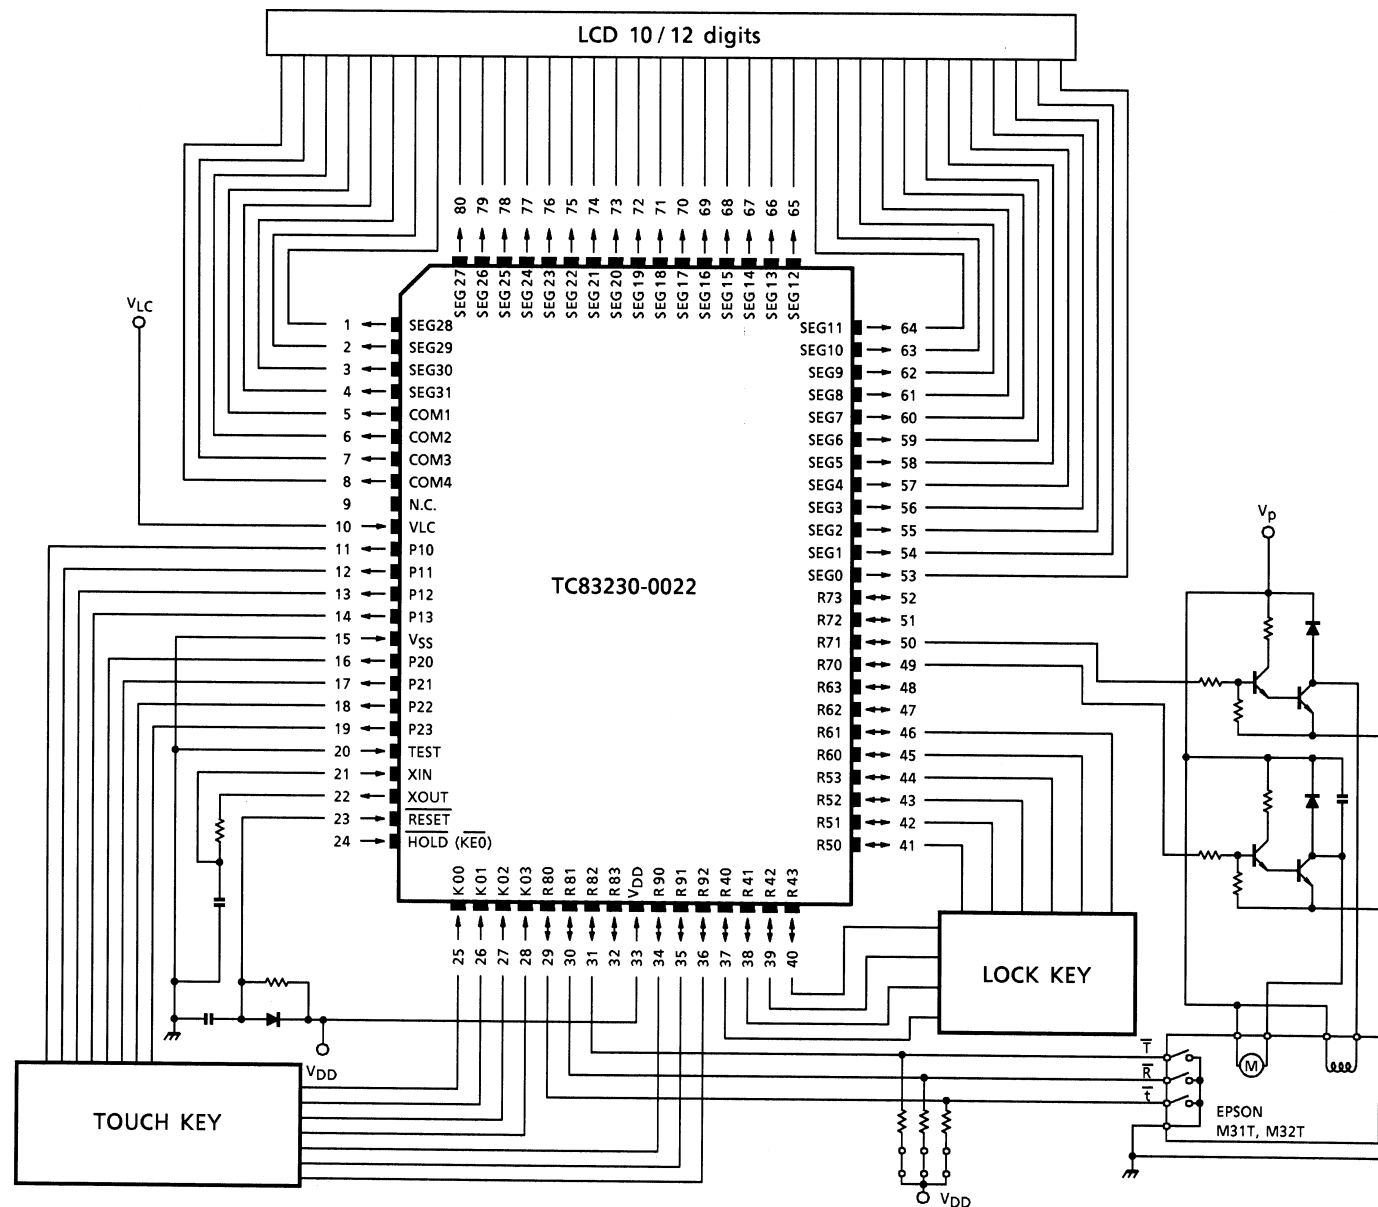 LCD 10 / 12 digits
80 79 78 77 76 75 74 73 72 71 70 69 68 67 66 65
SEG27 SEG26 SEG25 SEG24 SEG23 SEG22 SEG21 SEG20 SEG19 SEG18 SEG17 SEG16 SEG15 SEG14 SEG13 SEG12
VLC
1 SEG28
2 SEG29
3 SEG30
4 SEG31
5 COM1
6 COM2
7 COM3
8 COM4
9 N.C.
10 VLC
11 P10
12 P11
13 P12
14 P13
15 VSS
16 P20
17 P21
18 P22
19 P23
20 TEST
21 XIN
22 XOUT
23 RESET
24 HOLD (KE0)
TC83230-0022
SEG11 64
SEG10 63
SEG9 62
SEG8 61
SEG7 60
SEG6 59
SEG5 58
SEG4 57
SEG3 56
SEG2 55
SEG1 54
SEG0 53
R73 52
R72 51
R71 50
R70 49
R63 48
R62 47
R61 46
R60 45
R53 44
R52 43
R51 42
R50 41
Vp
K00 K01 K02 K03 R80 R81 R82 R83 VDD R90 R91 R92 R40 R41 R42 R43
25 26 27 28 29 30 31 32 33 34 35 36 37 38 39 40
LOCK KEY
VDD
TOUCH KEY
T
R
t
M
EPSON
M31T, M32T
VDD